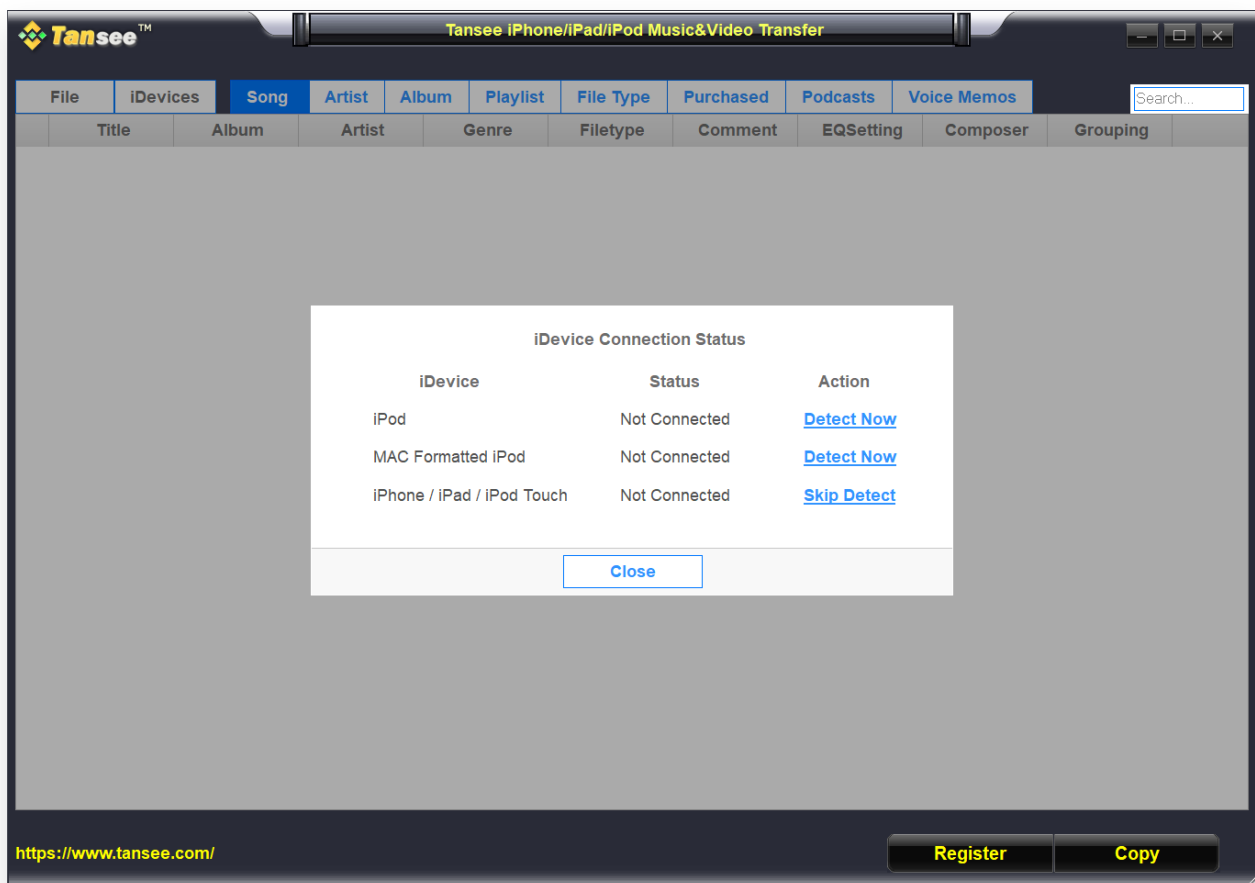 Tansee™
Tansee iPhone/iPad/iPod Music&Video Transfer
File iDevices Song Artist Album Playlist File Type Purchased Podcasts Voice Memos Search...
Title Album Artist Genre Filetype Comment EQSetting Composer Grouping
iDevice Connection Status
iDevice Status Action
iPod Not Connected Detect Now
MAC Formatted iPod Not Connected Detect Now
iPhone / iPad / iPod Touch Not Connected Skip Detect
Close
https://www.tansee.com/ Register Copy